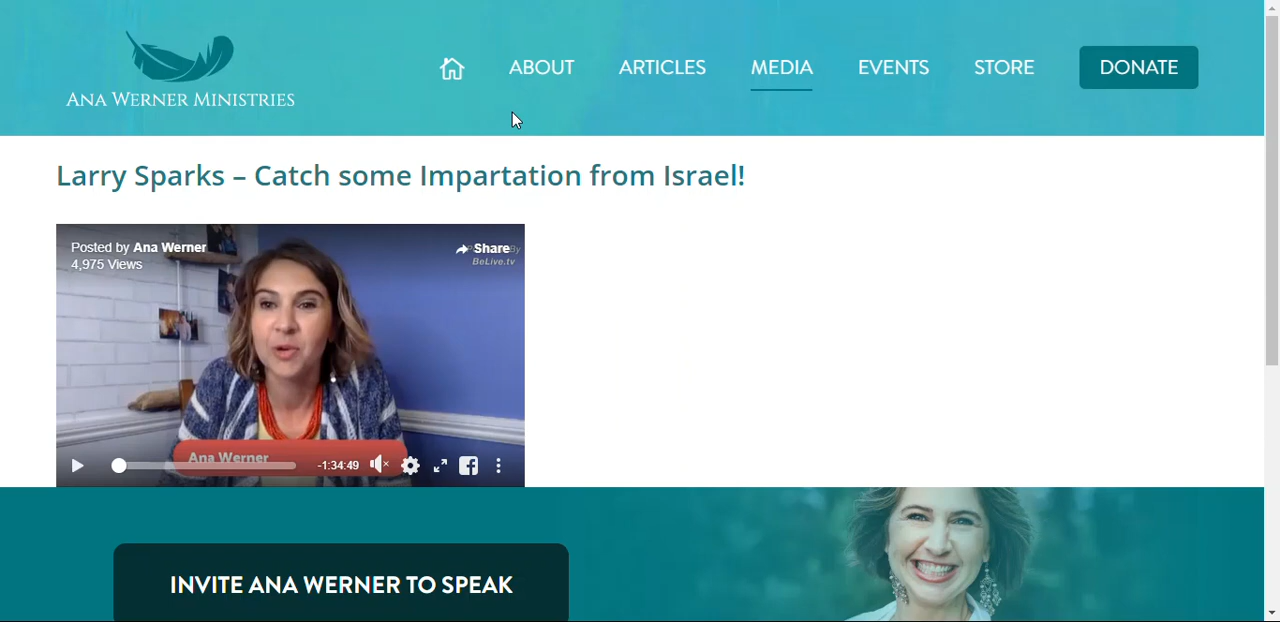 ANA WERNER MINISTRIES
ABOUT
ARTICLES
MEDIA
EVENTS
STORE
DONATE
Larry Sparks – Catch some Impartation from Israel!
Posted by Ana Werner
4,975 Views
Share
By
BeLive.tv
Ana Werner
-1:34:49
INVITE ANA WERNER TO SPEAK